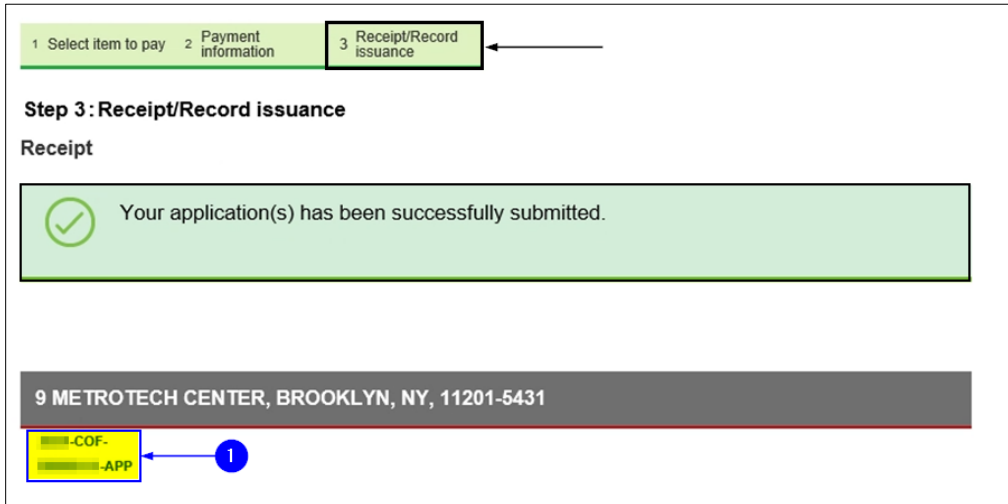 1 Select item to pay 2 Payment information 3 Receipt/Record issuance
Step 3: Receipt/Record issuance
Receipt
Your application(s) has been successfully submitted.
9 METROTECH CENTER, BROOKLYN, NY, 11201-5431
-COF-
-APP
1